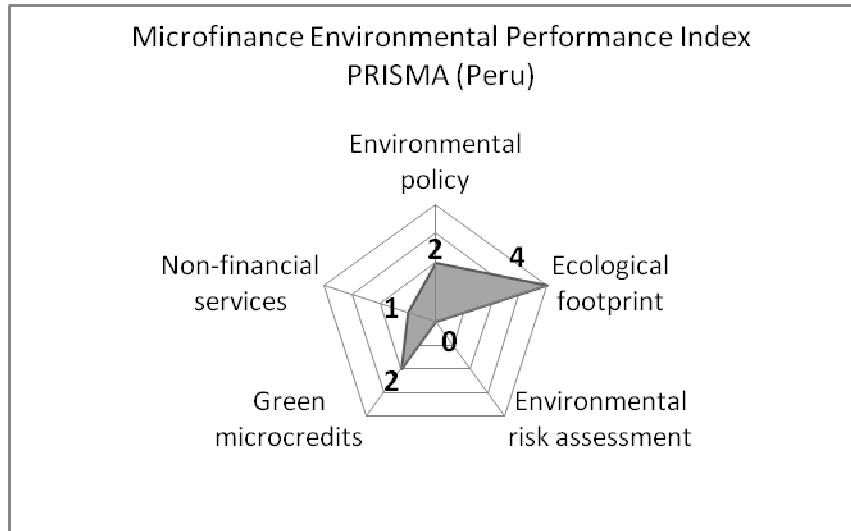 Microfinance Environmental Performance Index
PRISMA (Peru)
Environmental
policy
2
4
Ecological
footprint
Non-financial
services
1
0
2
Green
microcredits
Environmental
risk assessment